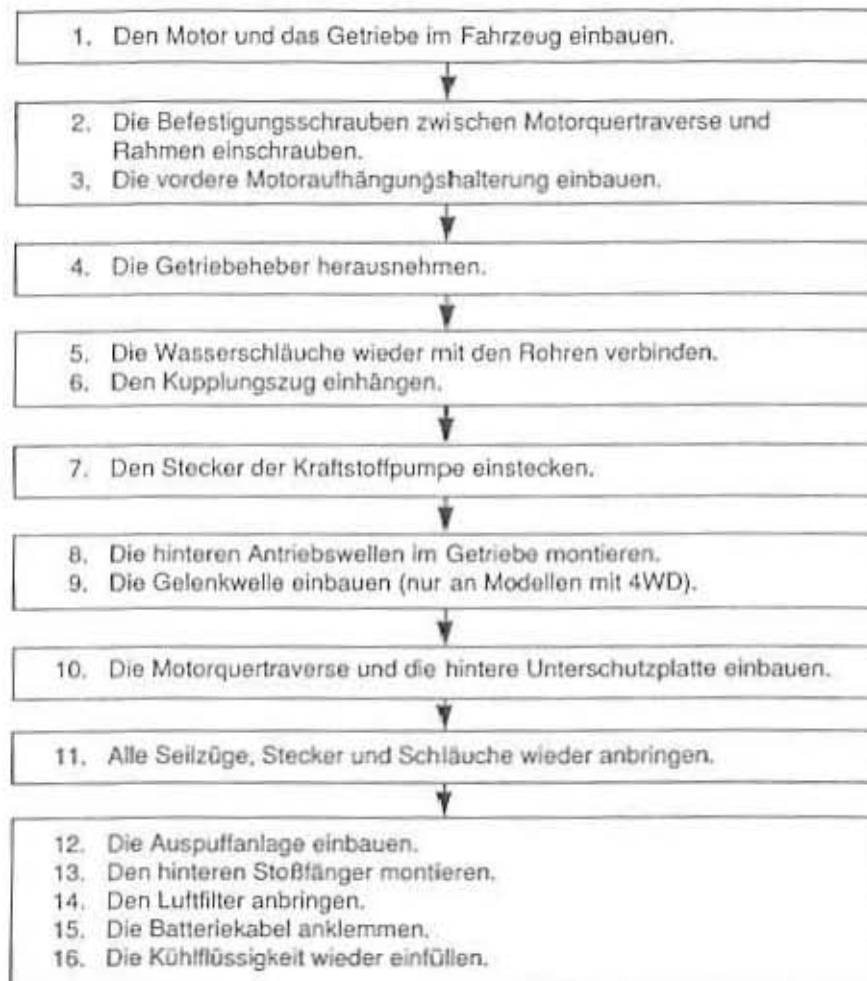 1. Den Motor und das Getriebe im Fahrzeug einbauen.
2. Die Befestigungsschrauben zwischen Motorquertraverse und
Rahmen einschrauben.
3. Die vordere Motoraufhängungshalterung einbauen.
4. Die Getriebeheber herausnehmen.
5. Die Wasserschläuche wieder mit den Rohren verbinden.
6. Den Kupplungszug einhängen.
7. Den Stecker der Kraftstoffpumpe einstecken.
8. Die hinteren Antriebswellen im Getriebe montieren.
9. Die Gelenkwelle einbauen (nur an Modellen mit 4WD).
10. Die Motorquertraverse und die hintere Unterschutzplatte einbauen.
11. Alle Seilzüge, Stecker und Schläuche wieder anbringen.
12. Die Auspuffanlage einbauen.
13. Den hinteren Stoßfänger montieren.
14. Den Luftfilter anbringen.
15. Die Batteriekabel anklemmen.
16. Die Kühlflüssigkeit wieder einfüllen.